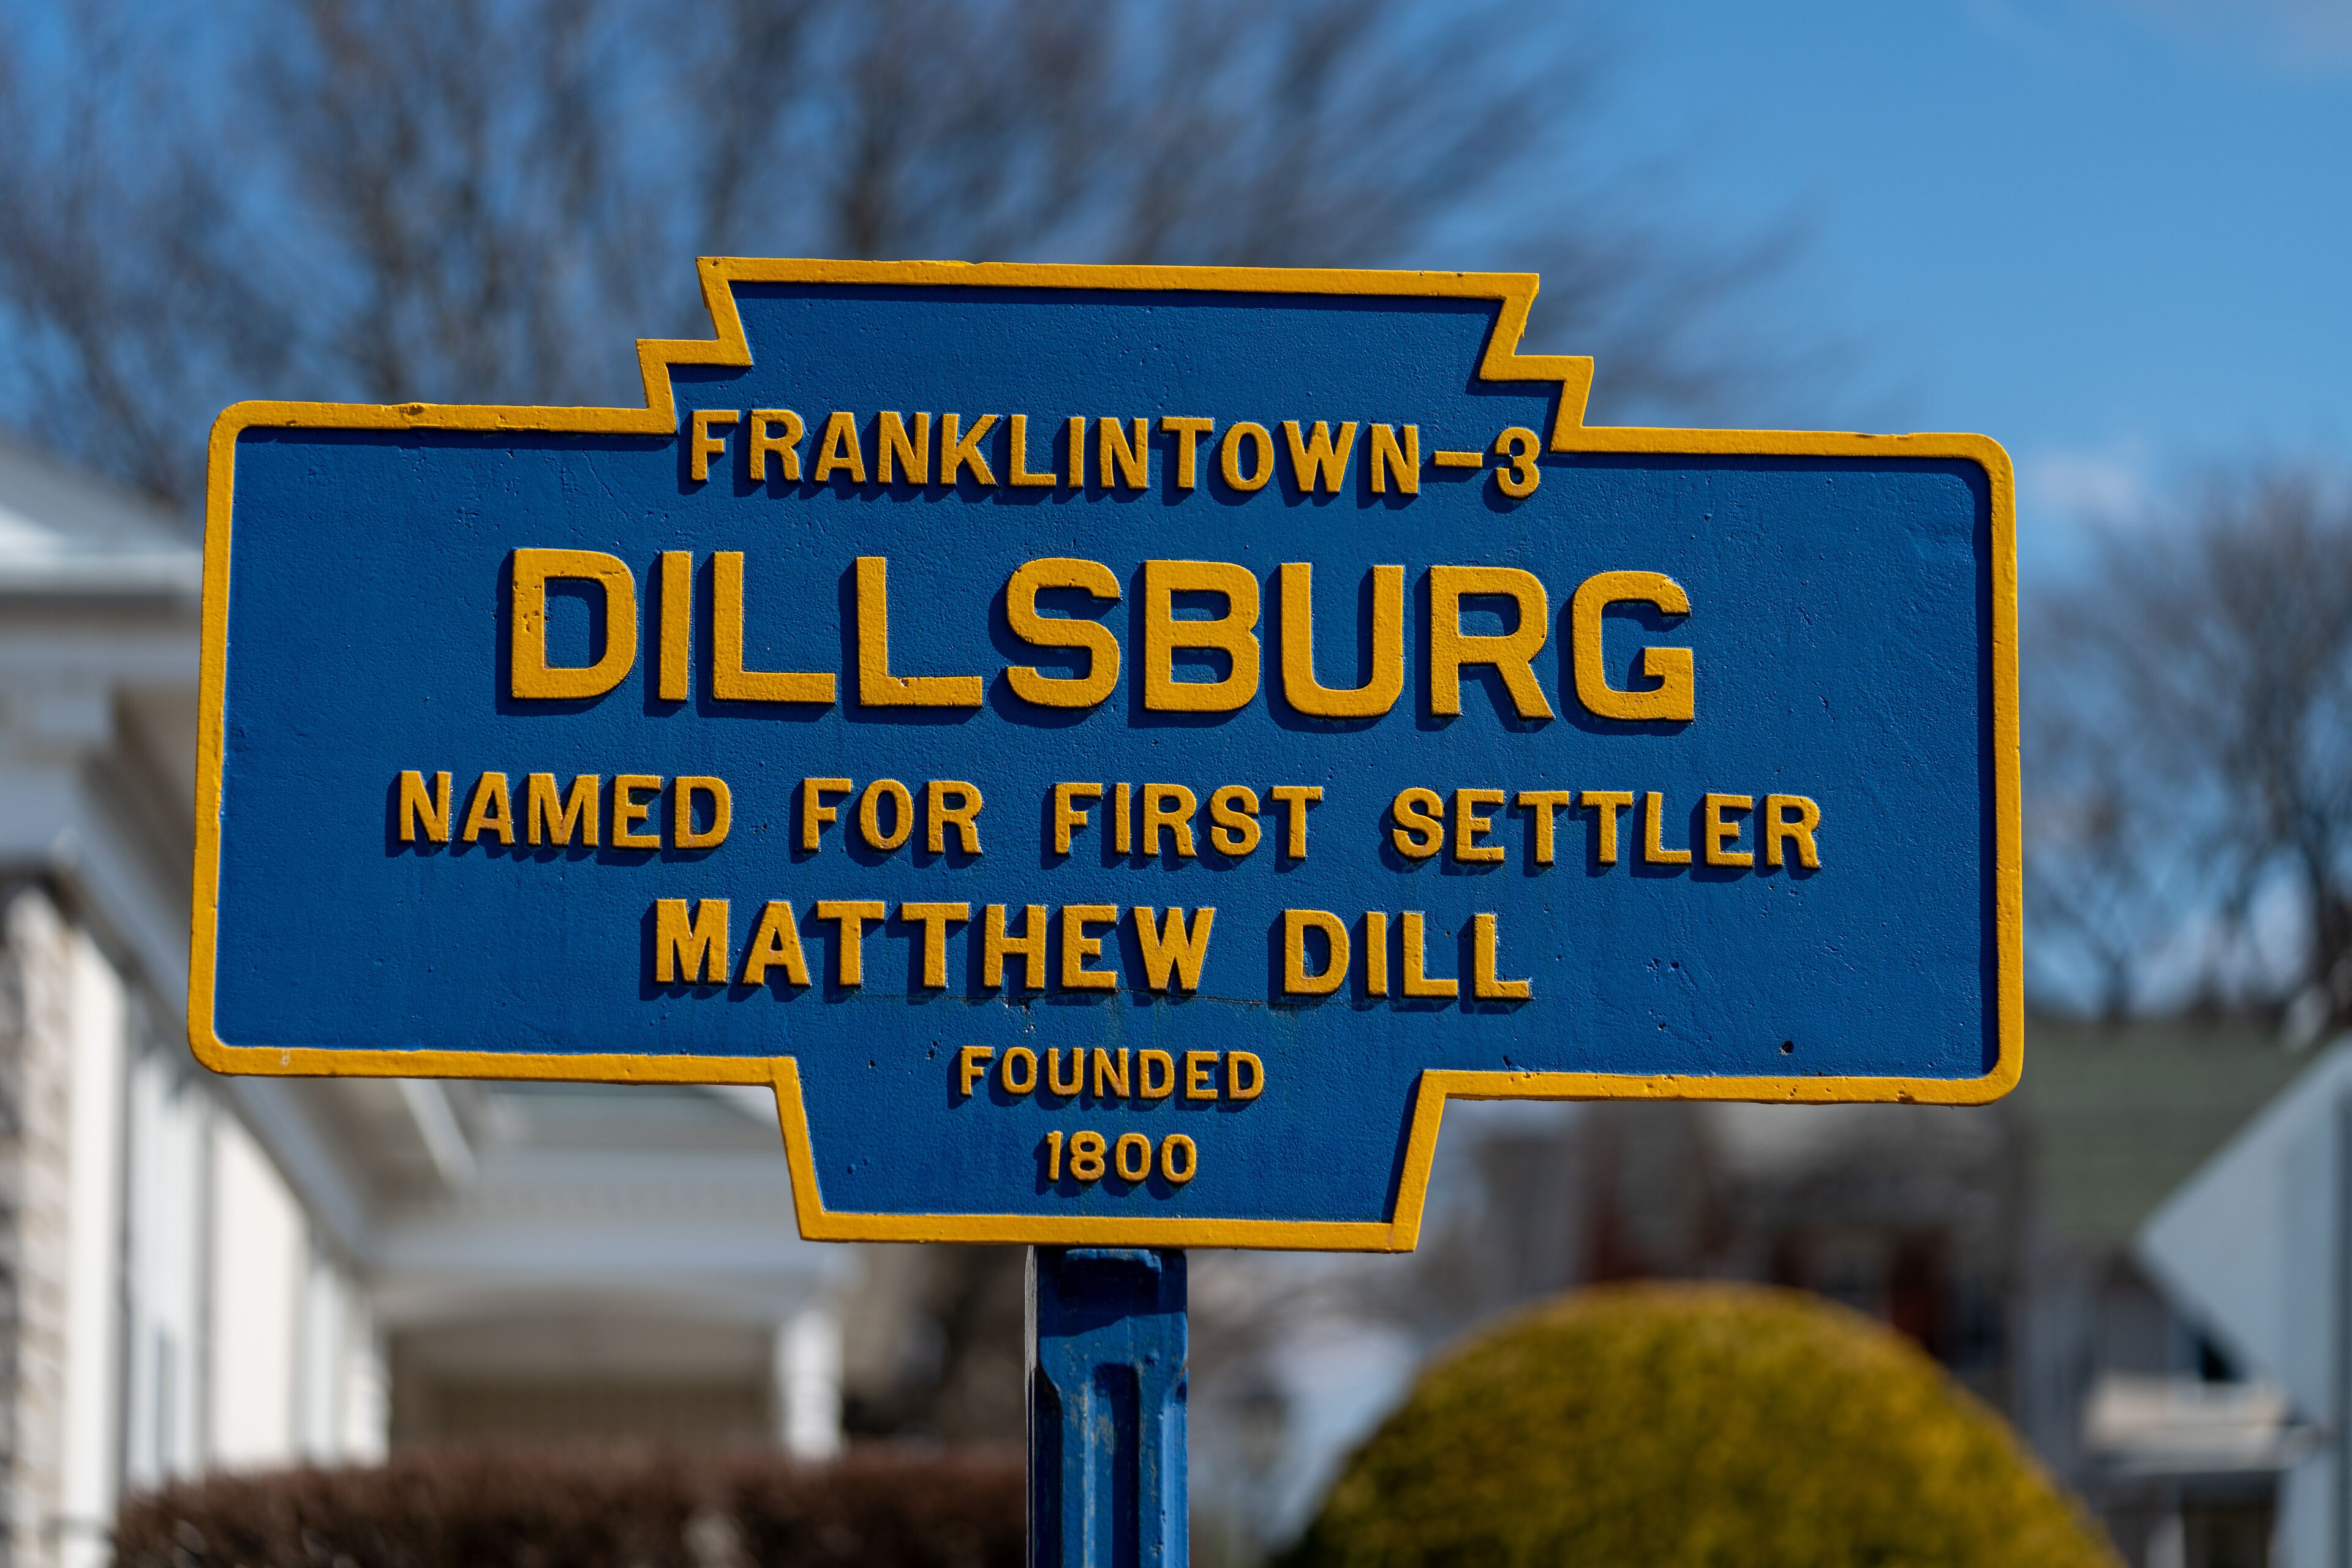 FRANKLINTOWN-3
DILLSBURG
NAMED FOR FIRST SETTLER
MATTHEW DILL
FOUNDED
1800